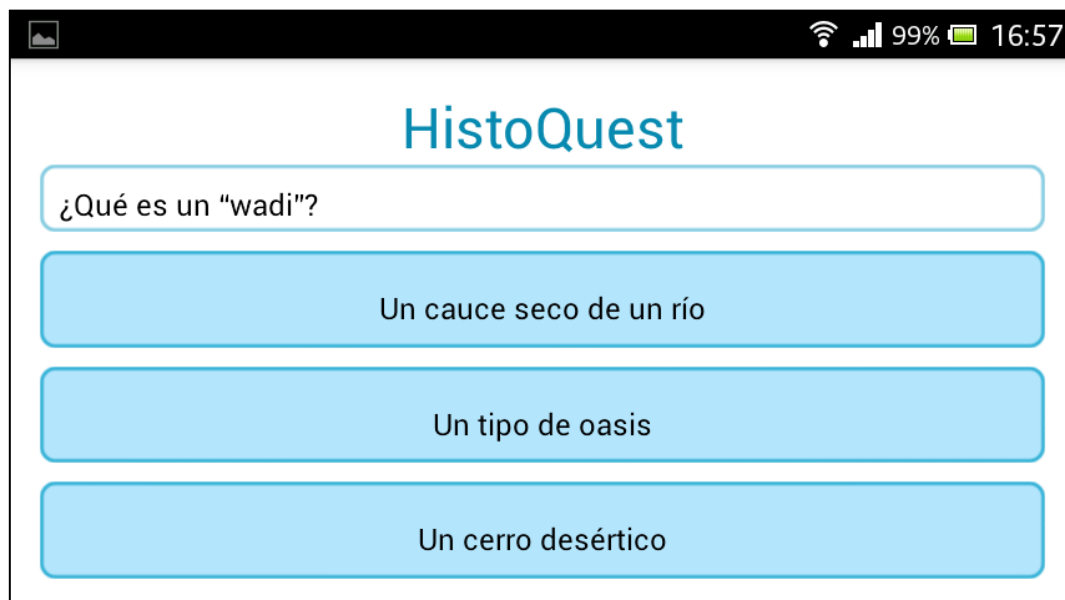 99% 16:57
HistoQuest
¿Qué es un “wadi”?
Un cauce seco de un río
Un tipo de oasis
Un cerro desértico